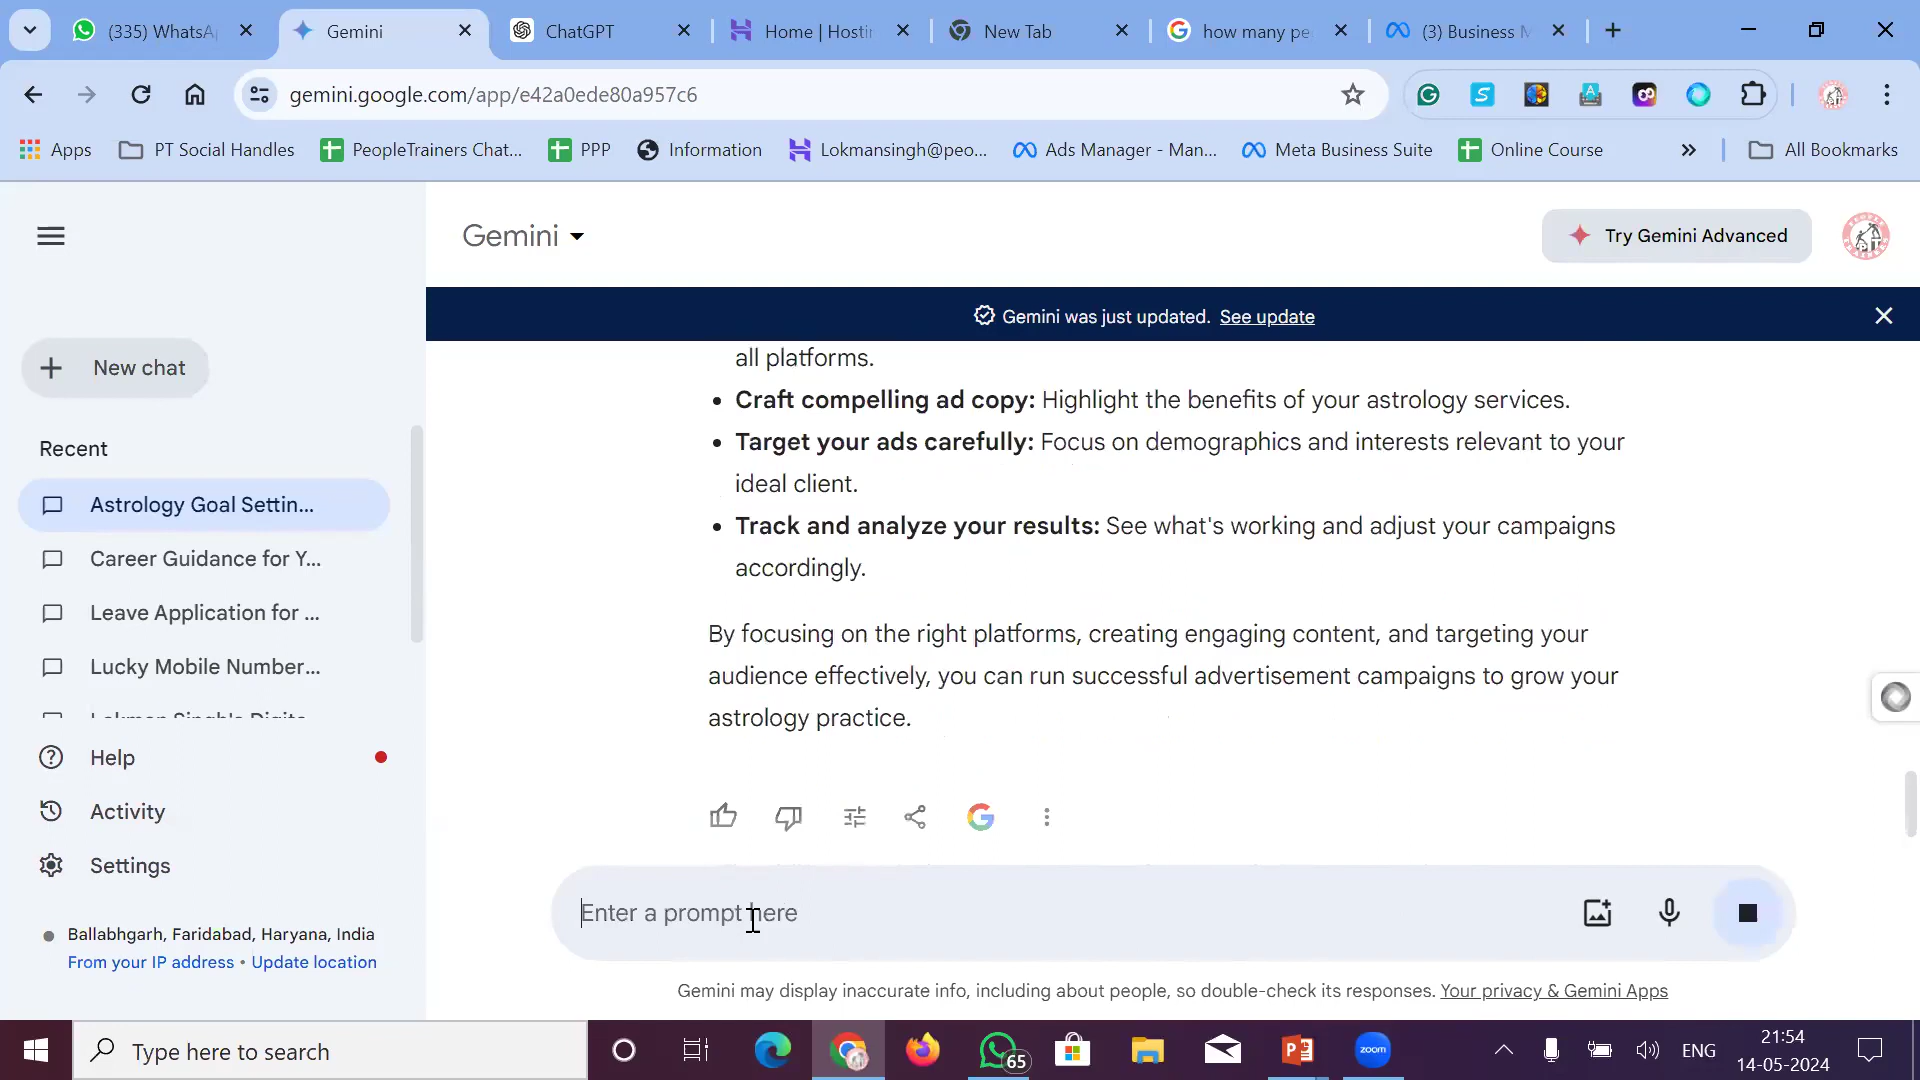 (335) WhatsA
Gemini
ChatGPT
Home | Hostin
New Tab
how many pe
(3) Business M
gemini.google.com/app/e42a0ede80a957c6
Apps
PT Social Handles
PeopleTrainers Chat...
PPP
Information
Lokmansingh@peo...
Ads Manager - Man...
Meta Business Suite
Online Course
»
All Bookmarks
Gemini
Try Gemini Advanced
Gemini was just updated. See update
New chat
Recent
Astrology Goal Settin...
Career Guidance for Y...
Leave Application for ...
Lucky Mobile Number...
Lokman Singh's Digita...
Help
Activity
Settings
Ballabhgarh, Faridabad, Haryana, India
From your IP address • Update location
all platforms.
• Craft compelling ad copy: Highlight the benefits of your astrology services.
• Target your ads carefully: Focus on demographics and interests relevant to your
ideal client.
• Track and analyze your results: See what's working and adjust your campaigns
accordingly.
By focusing on the right platforms, creating engaging content, and targeting your
audience effectively, you can run successful advertisement campaigns to grow your
astrology practice.
Enter a prompt here
Gemini may display inaccurate info, including about people, so double-check its responses. Your privacy & Gemini Apps
Type here to search
65
zoom
ENG
21:54
14-05-2024